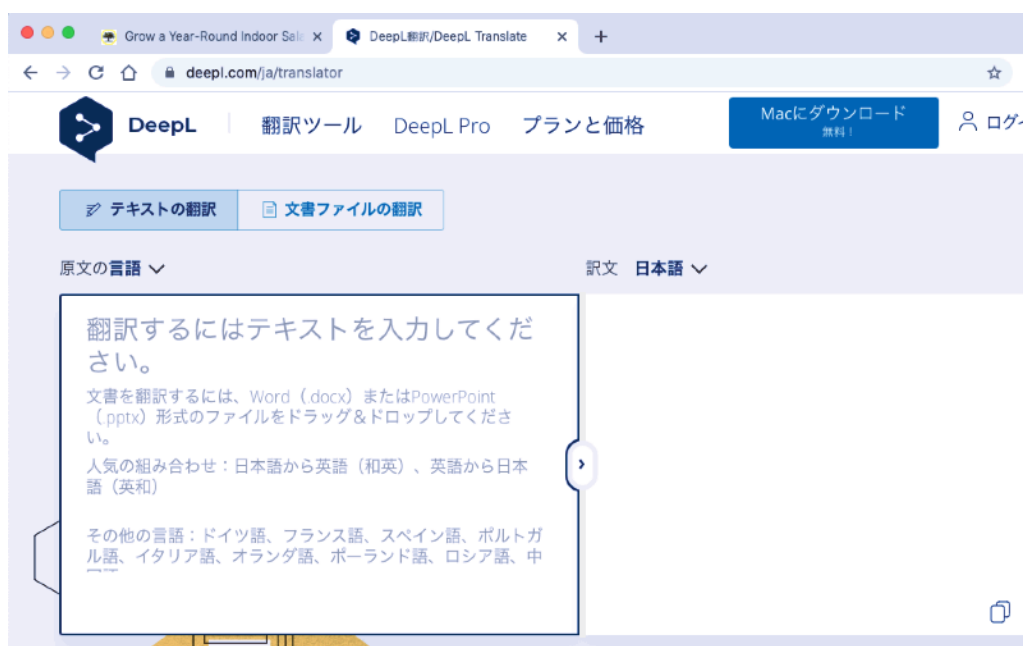 Grow a Year-Round Indoor Sal
DeepL翻訳/DeepL Translate
deepl.com/ja/translator
DeepL 翻訳ツール DeepL Pro プランと価格 Macにダウンロード
無料!
ログ
テキストの翻訳 文書ファイルの翻訳
原文の言語 訳文 日本語
翻訳するにはテキストを入力してくだ
さい。
文書を翻訳するには、Word(.docx)またはPowerPoint
(.pptx)形式のファイルをドラッグ&ドロップしてくださ
い。
人気の組み合わせ:日本語から英語(和英)、英語から日本
語(英和)
その他の言語:ドイツ語、フランス語、スペイン語、ポルトガ
ル語、イタリア語、オランダ語、ポーランド語、ロシア語、中